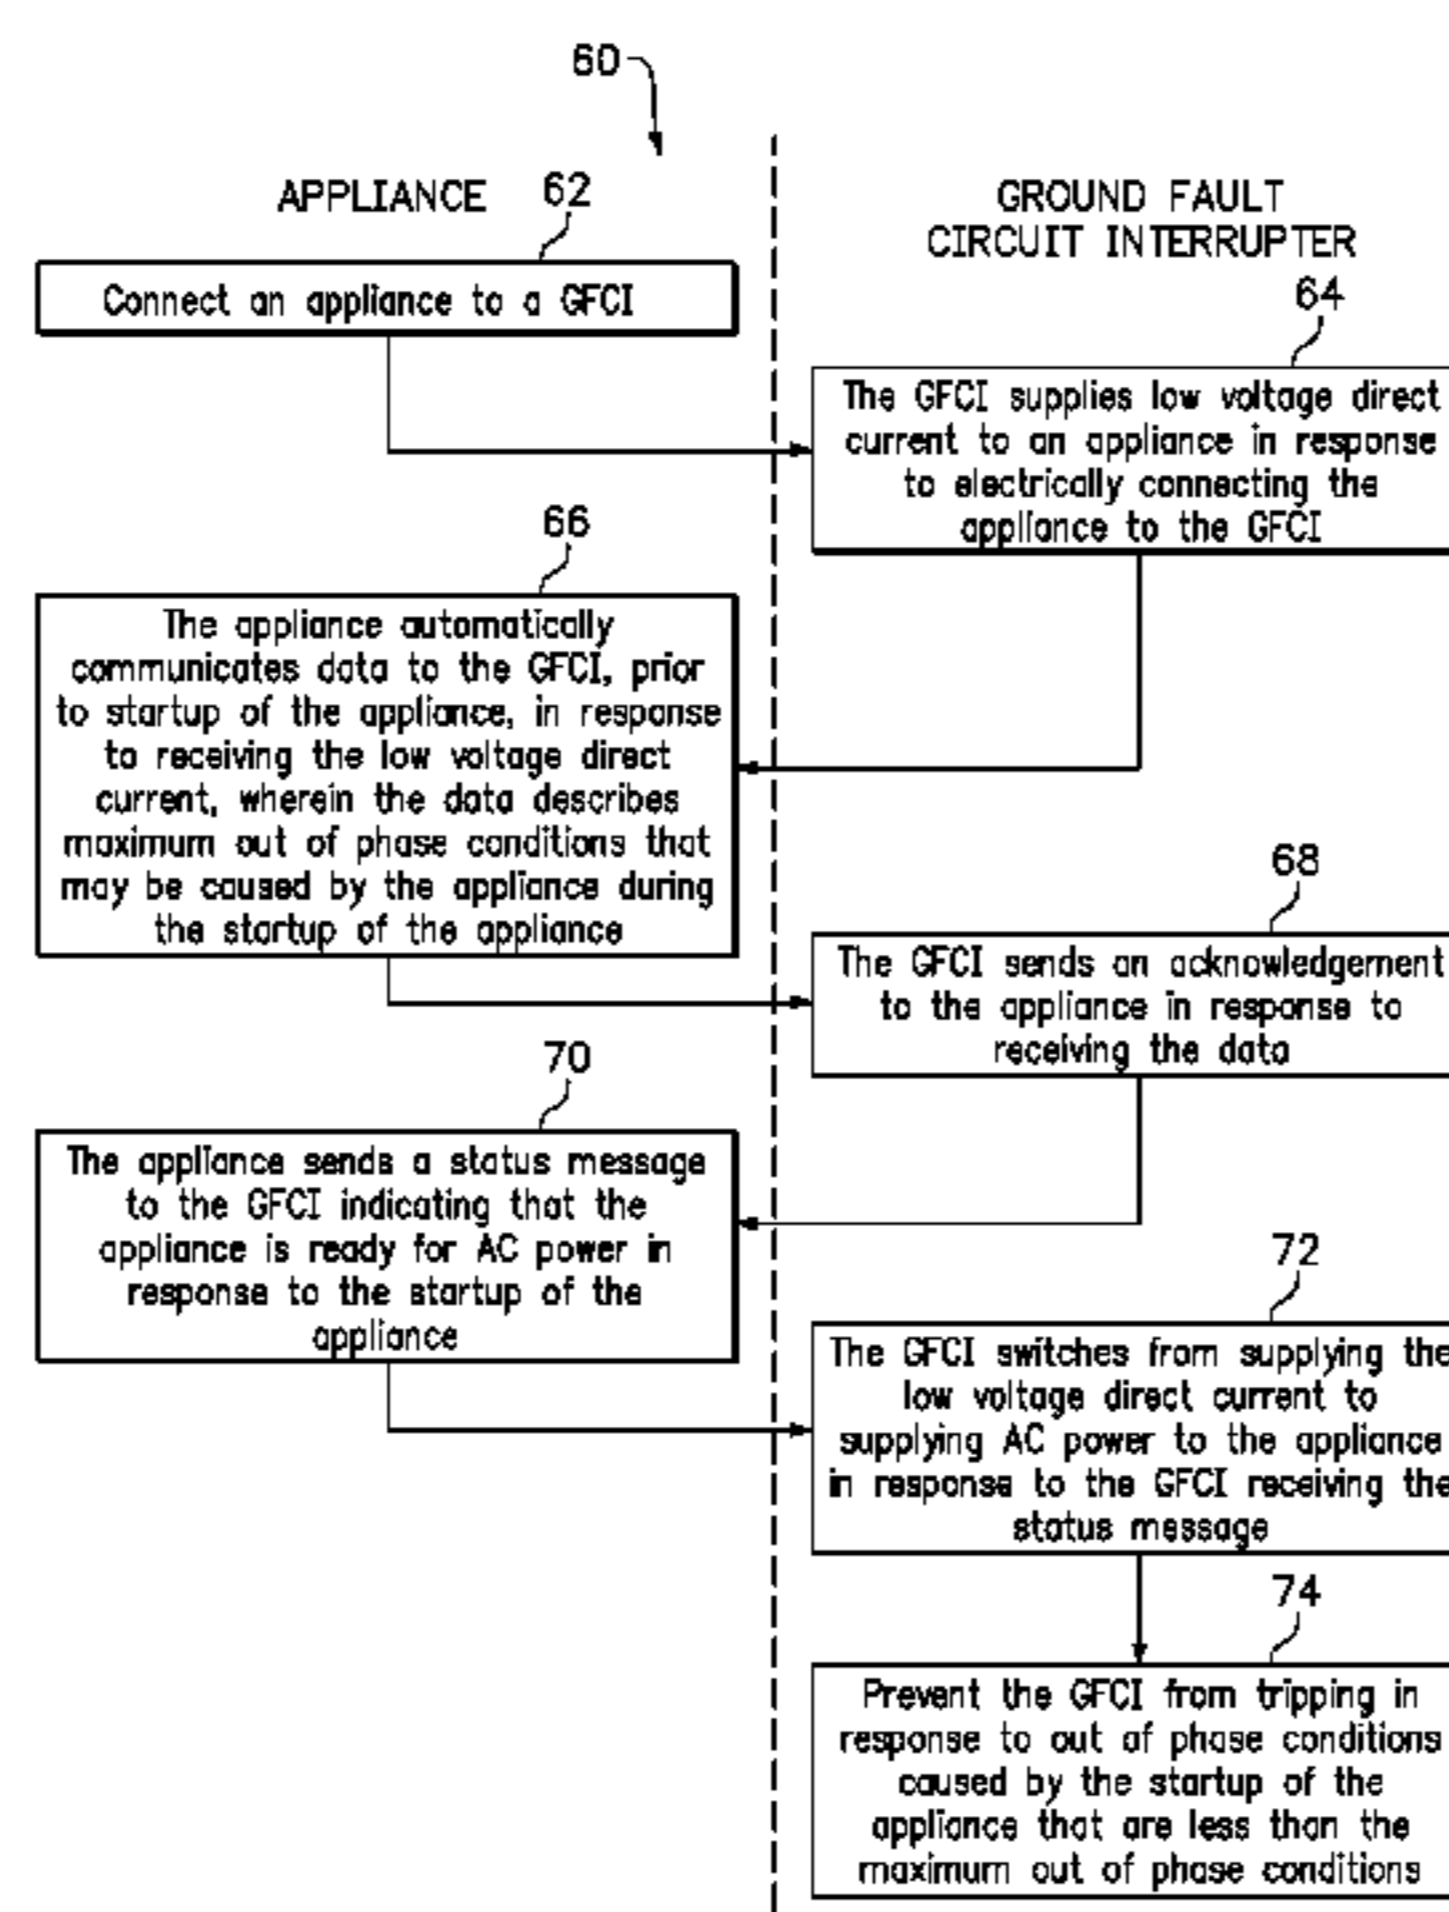 60
APPLIANCE
62
GROUND FAULT
CIRCUIT INTERRUPTER
Connect an appliance to a GFCI
64
The GFCI supplies low voltage direct
current to an appliance in response
to electrically connecting the
appliance to the GFCI
66
The appliance automatically
communicates data to the GFCI, prior
to startup of the appliance, in response
to receiving the low voltage direct
current, wherein the data describes
maximum out of phase conditions that
may be caused by the appliance during
the startup of the appliance
68
The GFCI sends an acknowledgement
to the appliance in response to
receiving the data
70
The appliance sends a status message
to the GFCI indicating that the
appliance is ready for AC power in
response to the startup of the
appliance
72
The GFCI switches from supplying the
low voltage direct current to
supplying AC power to the appliance
in response to the GFCI receiving the
status message
74
Prevent the GFCI from tripping in
response to out of phase conditions
caused by the startup of the
appliance that are less than the
maximum out of phase conditions